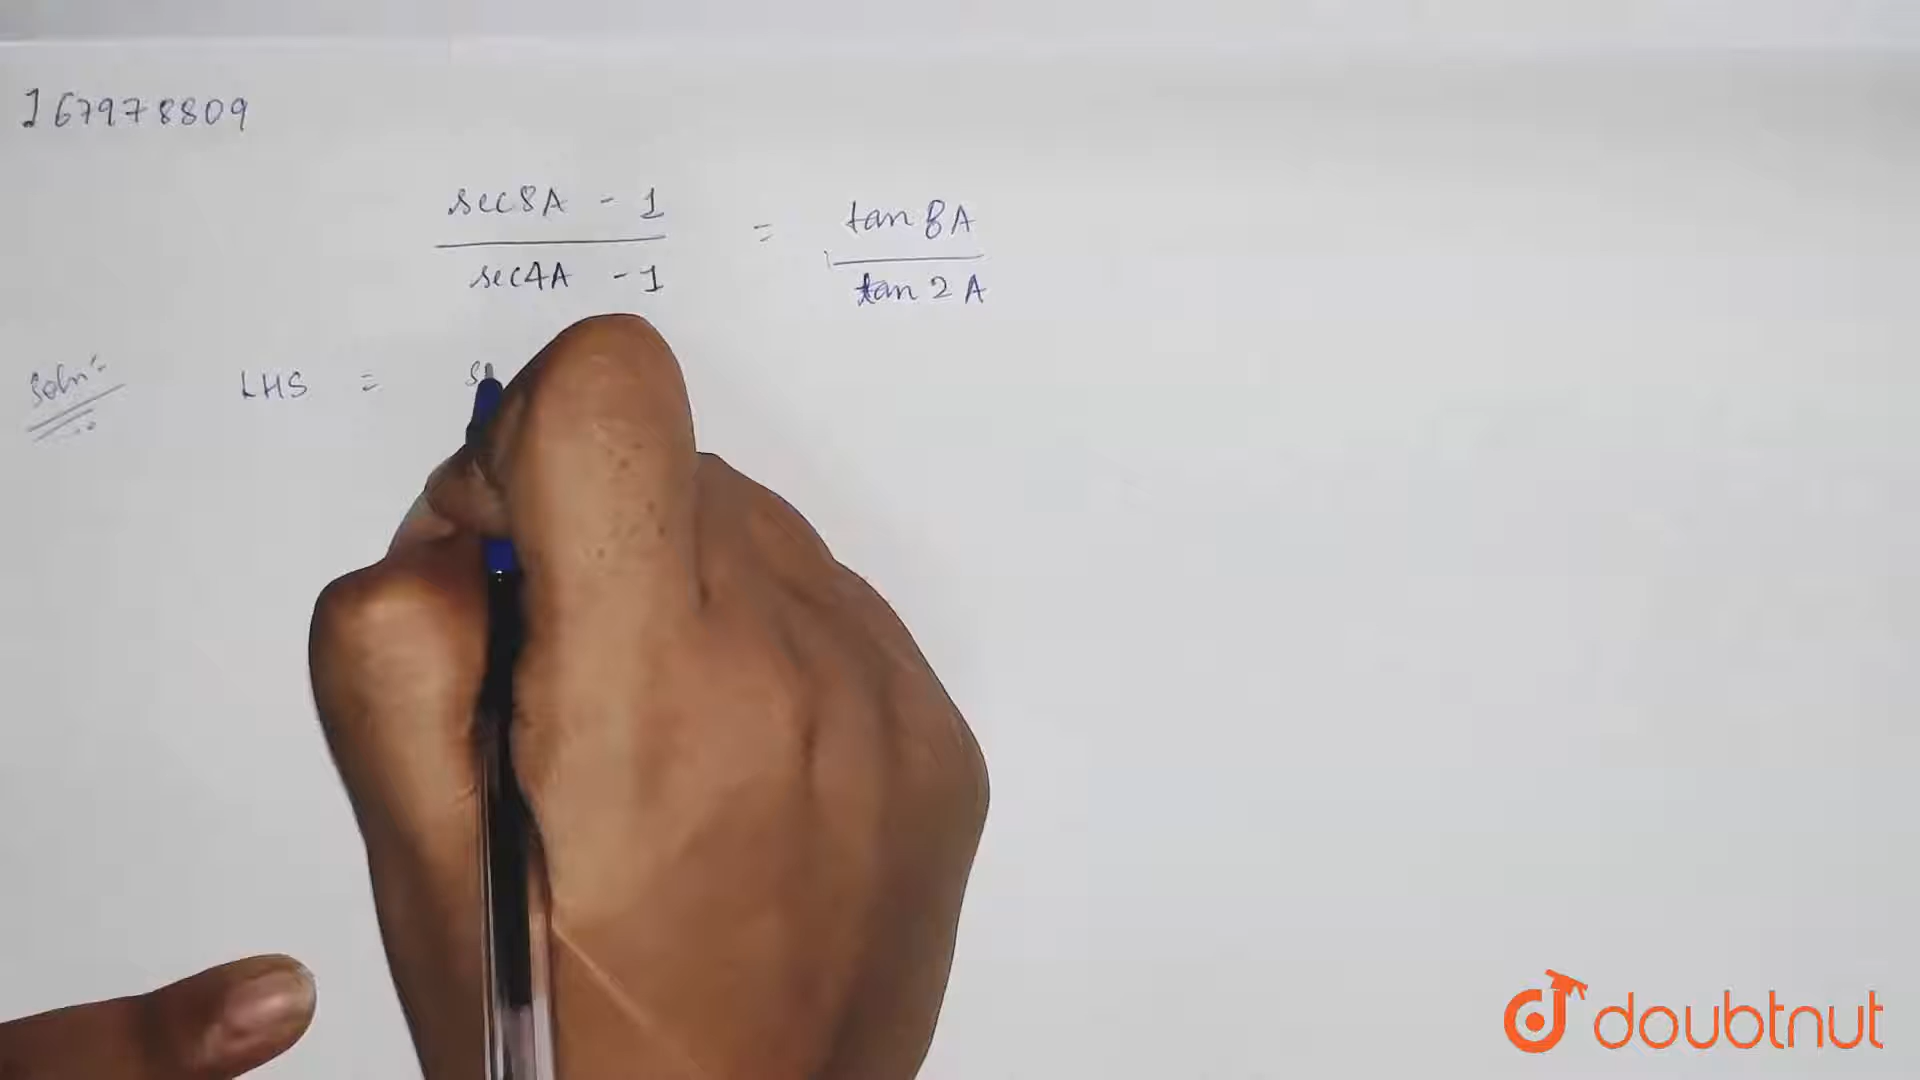 167978809
sec8A - 1 = tan 8A
sec4A - 1 tan 2A
Soln:- LHS = s
doubtnut